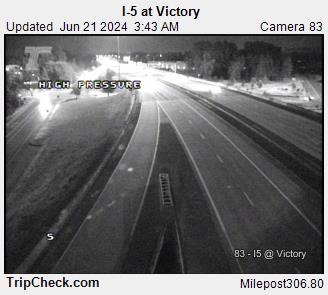 I-5 at Victory
Updated Jun 21 2024 3:43 AM Camera 83
HIGH PRESSURE
S
83 - I5 @ Victory
TripCheck.com Milepost306.80